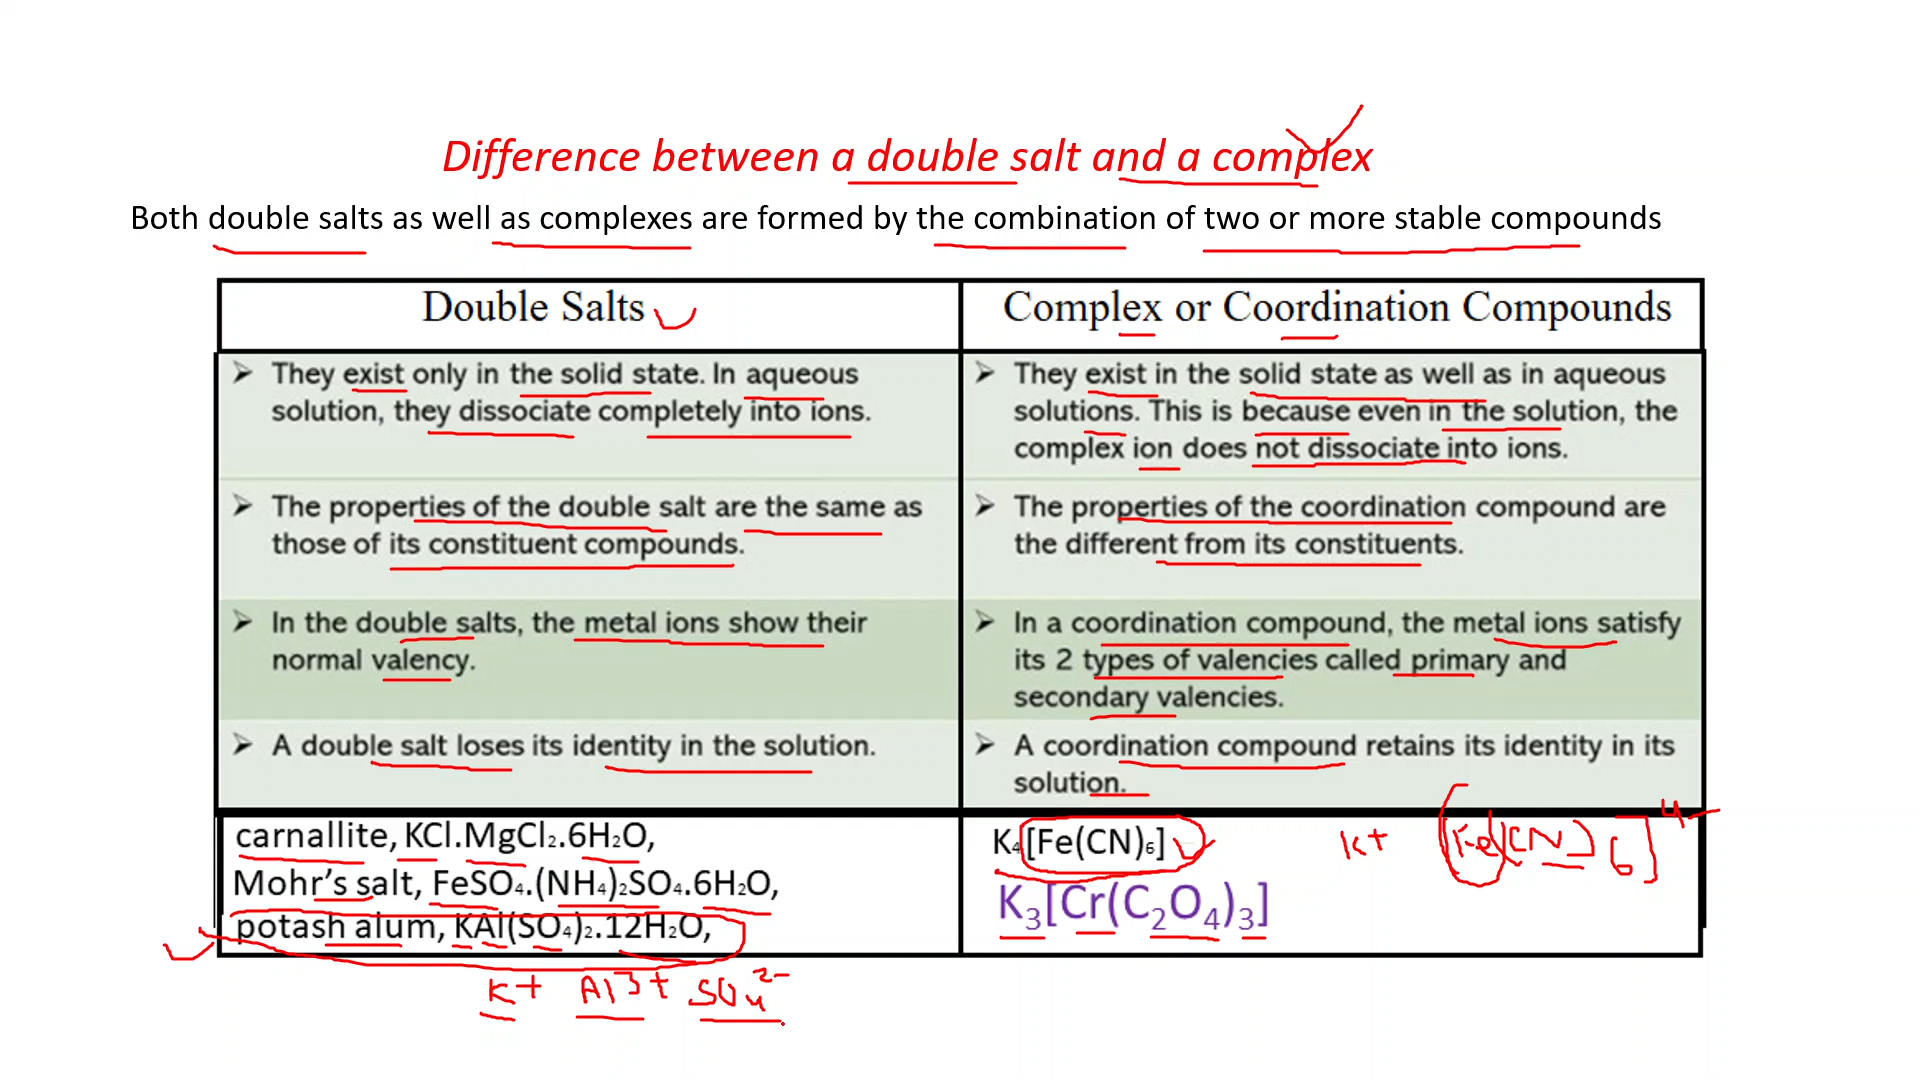 Difference between a double salt and a complex
Both double salts as well as complexes are formed by the combination of two or more stable compounds
Double Salts
Complex or Coordination Compounds
➢ They exist only in the solid state. In aqueous
solution, they dissociate completely into ions.
➢ They exist in the solid state as well as in aqueous
solutions. This is because even in the solution, the
complex ion does not dissociate into ions.
➢ The properties of the double salt are the same as
those of its constituent compounds.
➢ The properties of the coordination compound are
the different from its constituents.
➢ In the double salts, the metal ions show their
normal valency.
➢ In a coordination compound, the metal ions satisfy
its 2 types of valencies called primary and
secondary valencies.
➢ A double salt loses its identity in the solution.
➢ A coordination compound retains its identity in its
solution.
carnallite, KCl.MgCl₂.6H₂O,
Mohr's salt, FeSO₄.(NH₄)₂SO₄.6H₂O,
potash alum, KAl(SO₄)₂.12H₂O,
K₄[Fe(CN)₆]
K₃[Cr(C₂O₄)₃]
K+ [Fe(CN)6]4-
K+ Al3+ SO₄2-